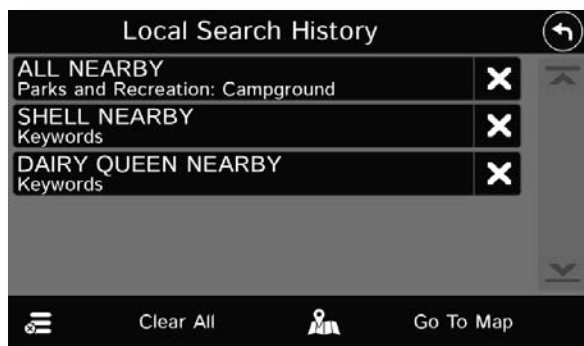 Local Search History
ALL NEARBY
Parks and Recreation: Campground
SHELL NEARBY
Keywords
DAIRY QUEEN NEARBY
Keywords
Clear All
Go To Map